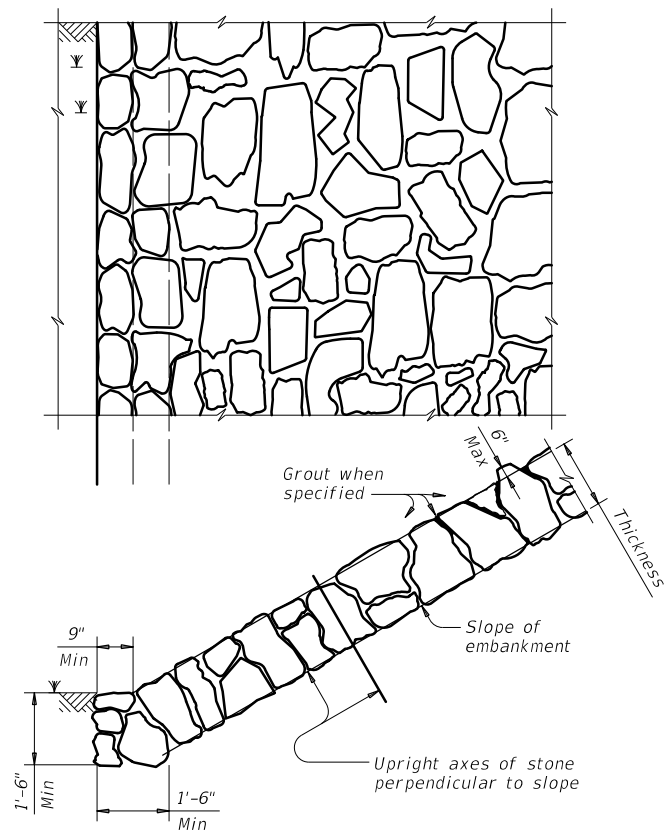 6"
Max
Grout when
specified
Thickness
9"
Min
Slope of
embankment
1'-6"
Min
Upright axes of stone
perpendicular to slope
1'-6"
Min